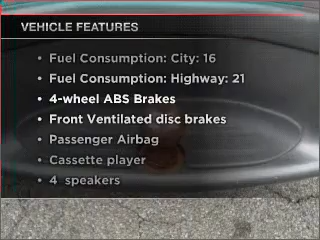 VEHICLE FEATURES
• Fuel Consumption: City: 16
• Fuel Consumption: Highway: 21
• 4-wheel ABS Brakes
• Front Ventilated disc brakes
• Passenger Airbag
• Cassette player
• 4 speakers